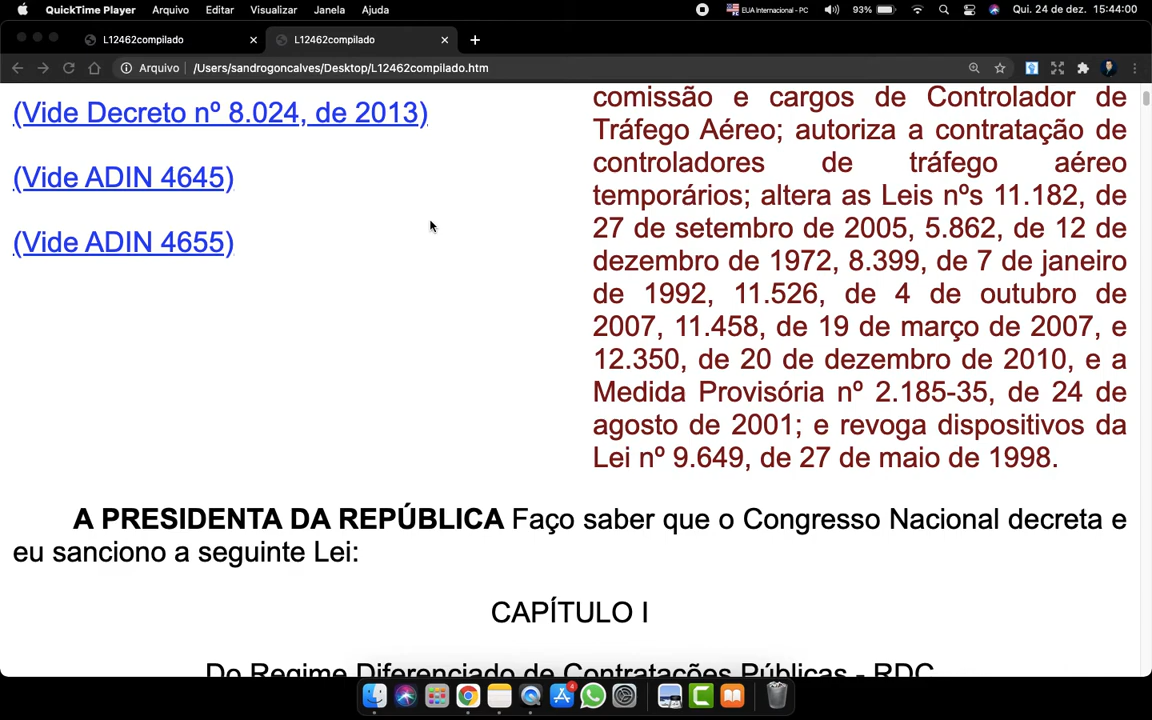 QuickTime Player Arquivo Editar Visualizar Janela Ajuda EUA Internacional - PC 93% Qui. 24 de dez. 15:44:00
L12462compilado × L12462compilado × +
Arquivo /Users/sandrogoncalves/Desktop/L12462compilado.htm
(Vide Decreto nº 8.024, de 2013)
(Vide ADIN 4645)
(Vide ADIN 4655)
comissão e cargos de Controlador de
Tráfego Aéreo; autoriza a contratação de
controladores de tráfego aéreo
temporários; altera as Leis nºs 11.182, de
27 de setembro de 2005, 5.862, de 12 de
dezembro de 1972, 8.399, de 7 de janeiro
de 1992, 11.526, de 4 de outubro de
2007, 11.458, de 19 de março de 2007, e
12.350, de 20 de dezembro de 2010, e a
Medida Provisória nº 2.185-35, de 24 de
agosto de 2001; e revoga dispositivos da
Lei nº 9.649, de 27 de maio de 1998.
A PRESIDENTA DA REPÚBLICA Faço saber que o Congresso Nacional decreta e
eu sanciono a seguinte Lei:
CAPÍTULO I
Do Regime Diferenciado de Contratações Públicas - RDC